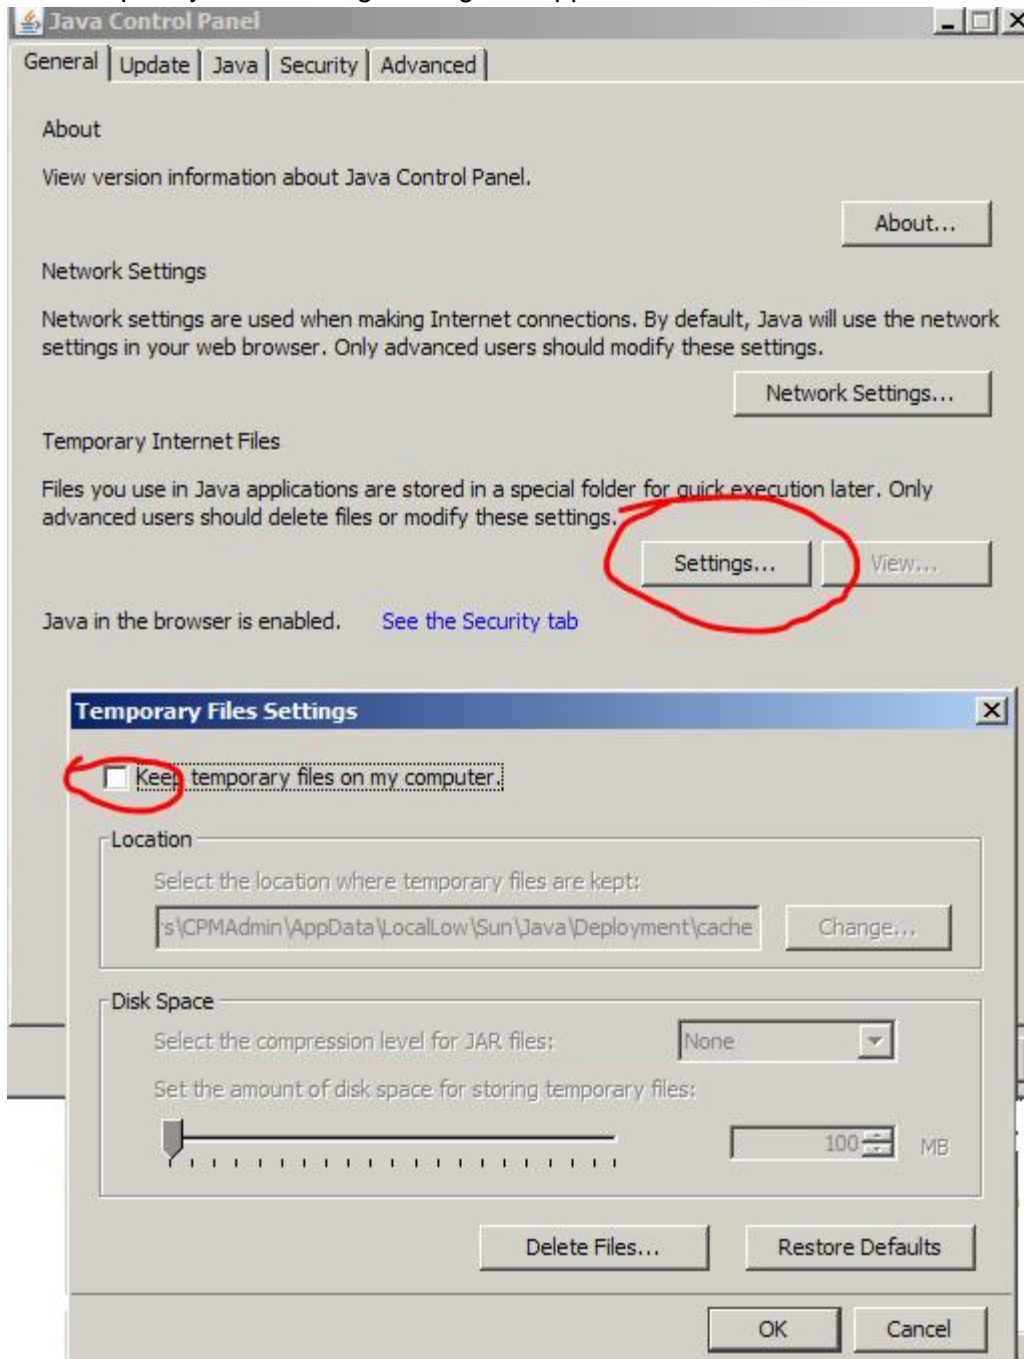 Java Control Panel
General Update Java Security Advanced
About
View version information about Java Control Panel.
About...
Network Settings
Network settings are used when making Internet connections. By default, Java will use the network
settings in your web browser. Only advanced users should modify these settings.
Network Settings...
Temporary Internet Files
Files you use in Java applications are stored in a special folder for quick execution later. Only
advanced users should delete files or modify these settings.
Settings... View...
Java in the browser is enabled. See the Security tab
Temporary Files Settings
Keep temporary files on my computer.
Location
Select the location where temporary files are kept:
s\CPMAdmin\AppData\LocalLow\Sun\Java\Deployment\cache Change...
Disk Space
Select the compression level for JAR files: None
Set the amount of disk space for storing temporary files:
100 MB
Delete Files... Restore Defaults
OK Cancel